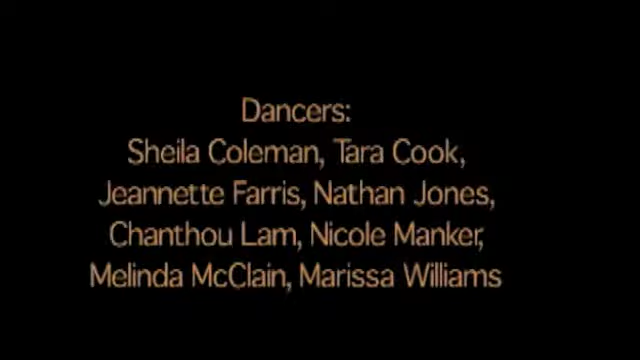 Dancers:
Sheila Coleman, Tara Cook,
Jeannette Farris, Nathan Jones,
Chanthou Lam, Nicole Manker,
Melinda McClain, Marissa Williams